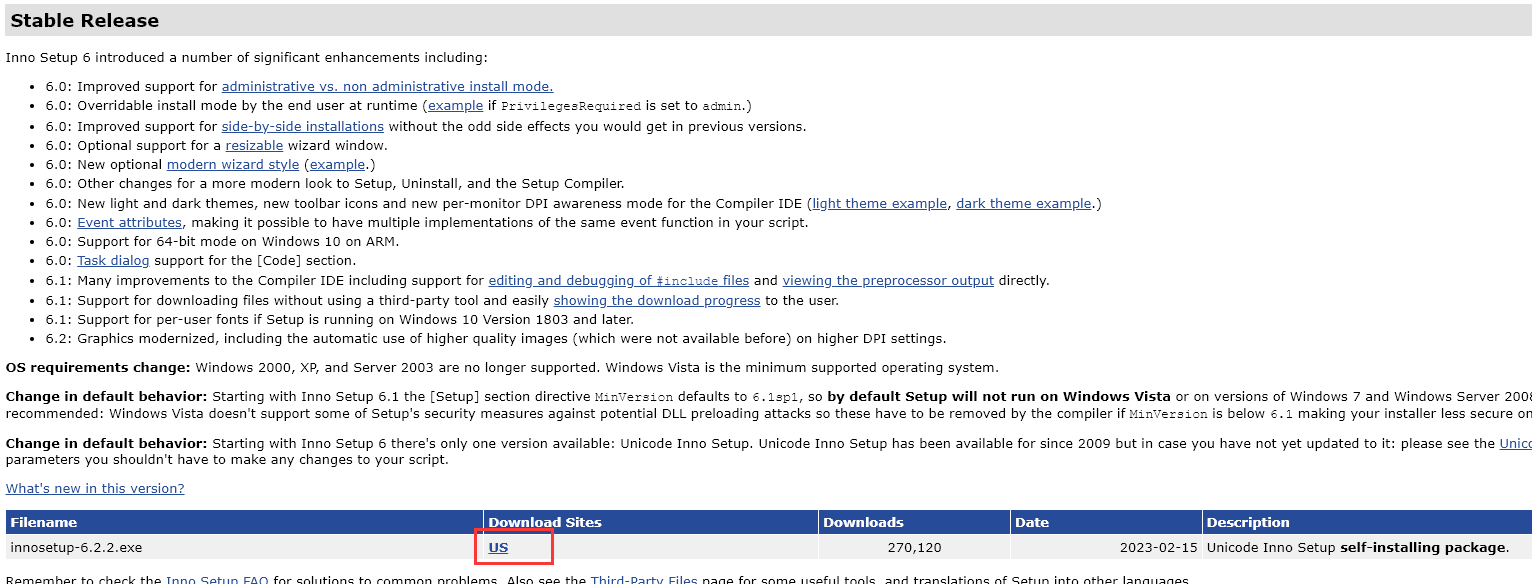 Stable Release
Inno Setup 6 introduced a number of significant enhancements including:
• 6.0: Improved support for administrative vs. non administrative install mode.
• 6.0: Overridable install mode by the end user at runtime (example if PrivilegesRequired is set to admin.)
• 6.0: Improved support for side-by-side installations without the odd side effects you would get in previous versions.
• 6.0: Optional support for a resizable wizard window.
• 6.0: New optional modern wizard style (example.)
• 6.0: Other changes for a more modern look to Setup, Uninstall, and the Setup Compiler.
• 6.0: New light and dark themes, new toolbar icons and new per-monitor DPI awareness mode for the Compiler IDE (light theme example, dark theme example.)
• 6.0: Event attributes, making it possible to have multiple implementations of the same event function in your script.
• 6.0: Support for 64-bit mode on Windows 10 on ARM.
• 6.0: Task dialog support for the [Code] section.
• 6.1: Many improvements to the Compiler IDE including support for editing and debugging of #include files and viewing the preprocessor output directly.
• 6.1: Support for downloading files without using a third-party tool and easily showing the download progress to the user.
• 6.1: Support for per-user fonts if Setup is running on Windows 10 Version 1803 and later.
• 6.2: Graphics modernized, including the automatic use of higher quality images (which were not available before) on higher DPI settings.
OS requirements change: Windows 2000, XP, and Server 2003 are no longer supported. Windows Vista is the minimum supported operating system.
Change in default behavior: Starting with Inno Setup 6.1 the [Setup] section directive MinVersion defaults to 6.1sp1, so by default Setup will not run on Windows Vista or on versions of Windows 7 and Windows Server 2008
recommended: Windows Vista doesn't support some of Setup's security measures against potential DLL preloading attacks so these have to be removed by the compiler if MinVersion is below 6.1 making your installer less secure on
Change in default behavior: Starting with Inno Setup 6 there's only one version available: Unicode Inno Setup. Unicode Inno Setup has been available for since 2009 but in case you have not yet updated to it: please see the Unic
parameters you shouldn't have to make any changes to your script.
What's new in this version?
Filename Download Sites Downloads Date Description
innosetup-6.2.2.exe US 270,120 2023-02-15 Unicode Inno Setup self-installing package.
Remember to check the Inno Setup FAQ for solutions to common problems. Also see the Third-Party Files page for some useful tools, and translations of Setup into other languages.